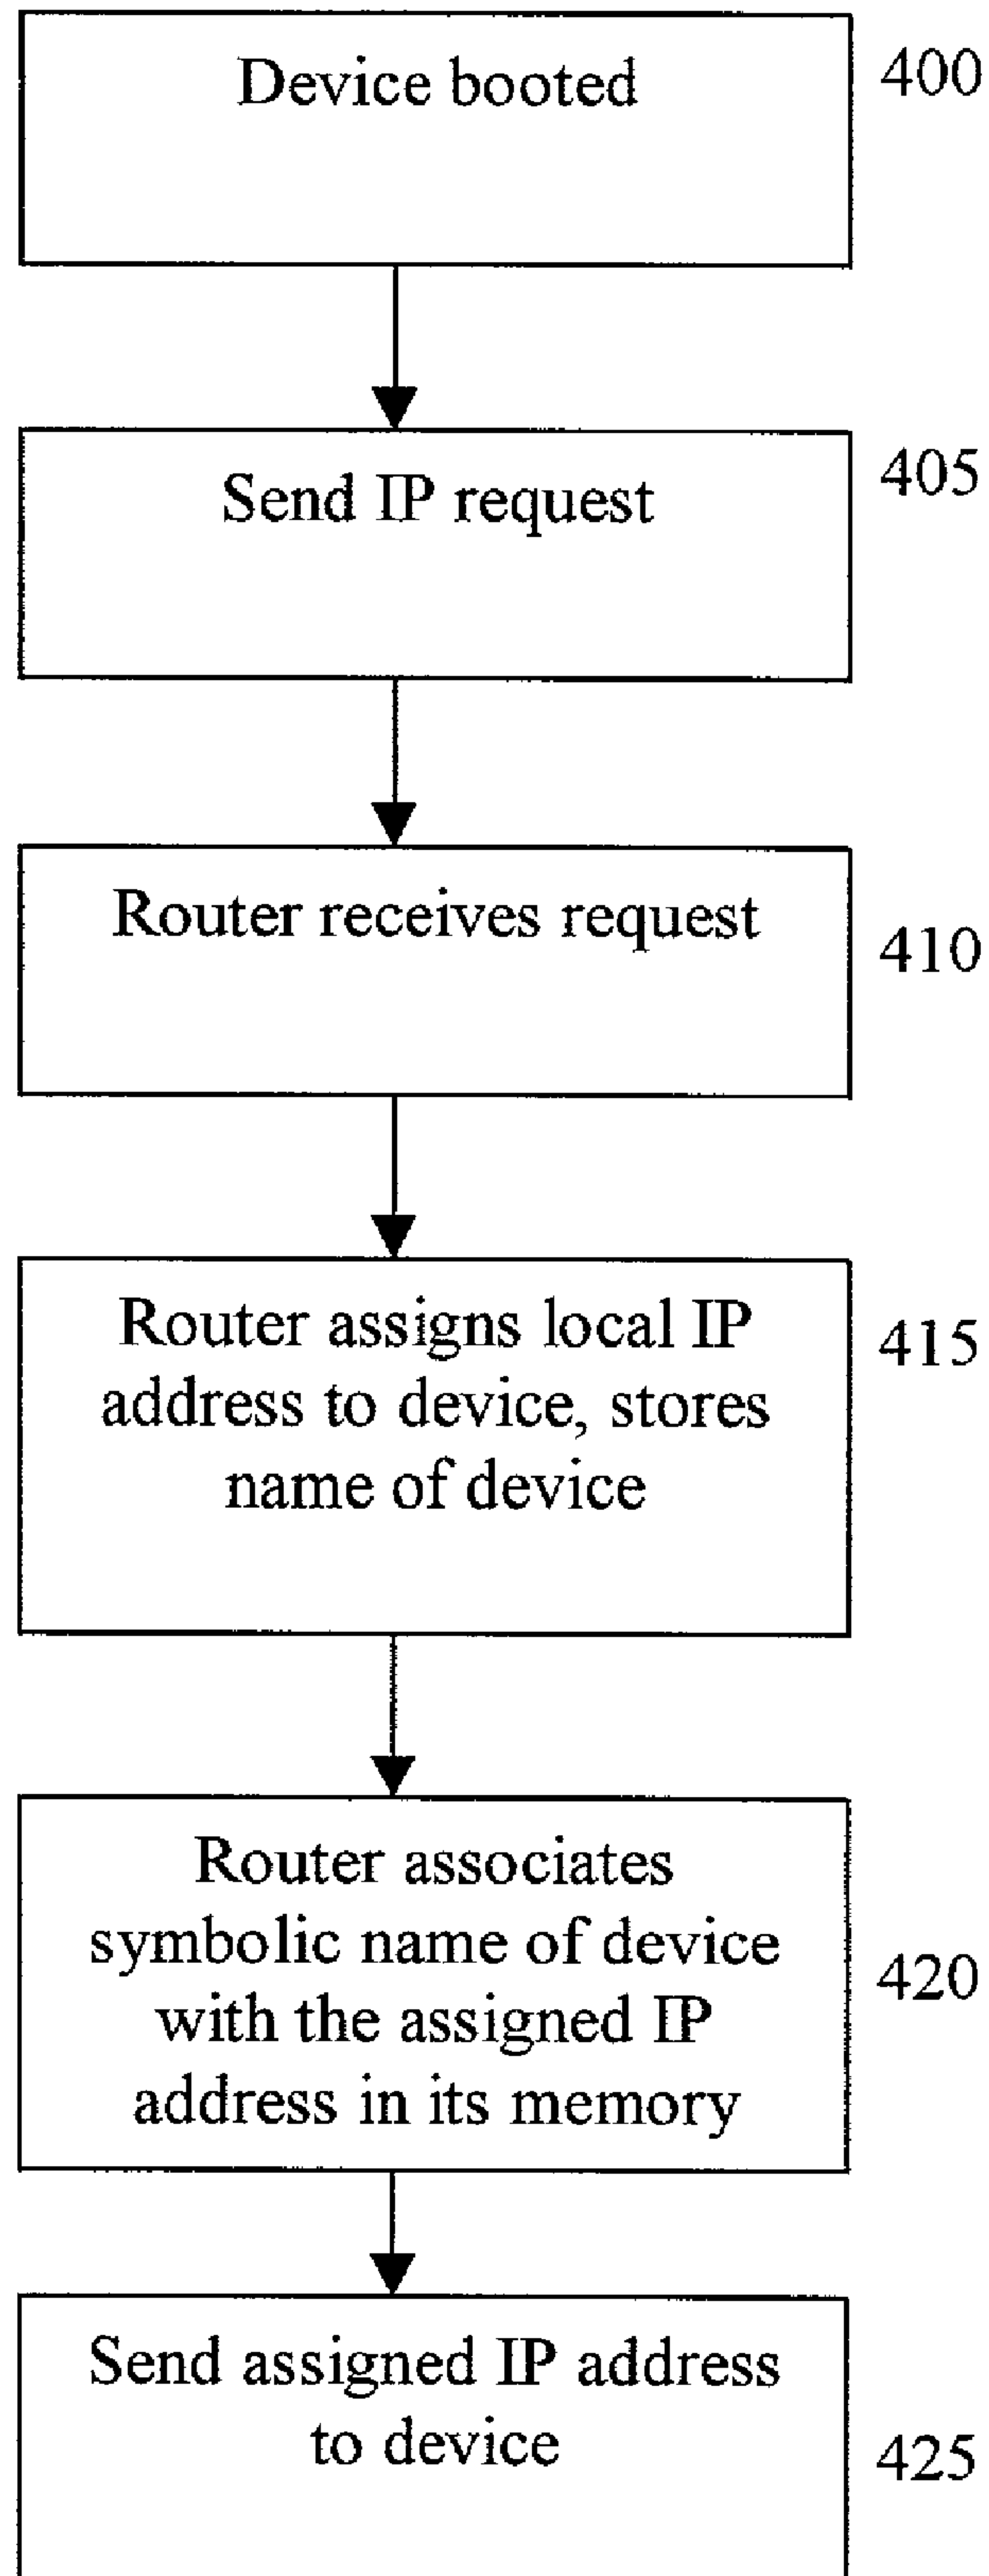 Device booted
400
Send IP request
405
Router receives request
410
Router assigns local IP
address to device, stores
name of device
415
Router associates
symbolic name of device
with the assigned IP
address in its memory
420
Send assigned IP address
to device
425